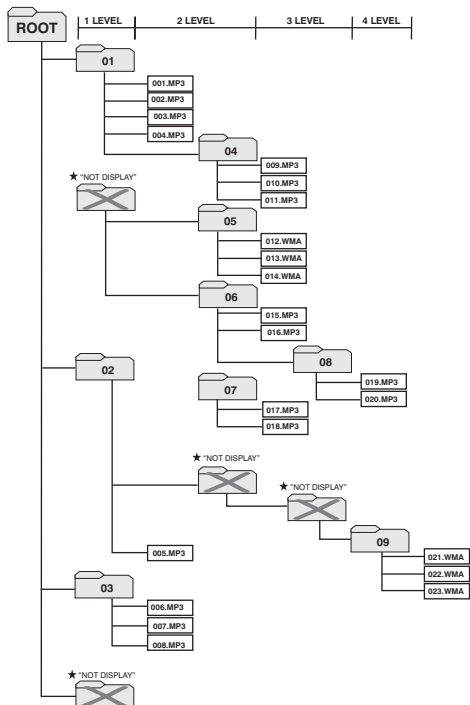 ROOT
1 LEVEL 2 LEVEL 3 LEVEL 4 LEVEL
01
001.MP3
002.MP3
003.MP3
004.MP3
04
009.MP3
010.MP3
011.MP3
★ "NOT DISPLAY"
05
012.WMA
013.WMA
014.WMA
06
015.MP3
016.MP3
08
019.MP3
020.MP3
02
07
017.MP3
018.MP3
★ "NOT DISPLAY"
★ "NOT DISPLAY"
09
021.WMA
022.WMA
023.WMA
005.MP3
03
006.MP3
007.MP3
008.MP3
★ "NOT DISPLAY"